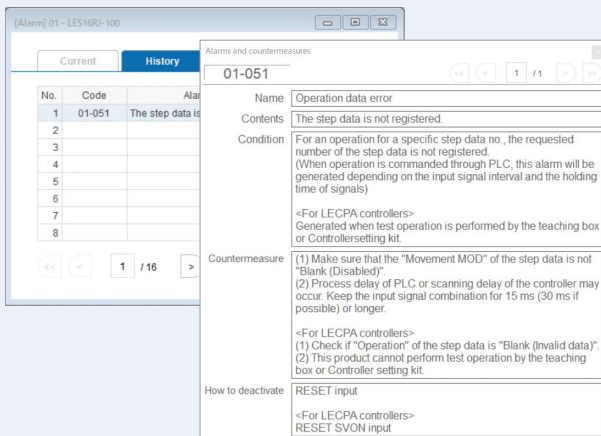 [Alarm] 01 - LES16RJ-100
Current
History
No.
Code
1
01-051
The step data is
2
3
4
5
6
7
8
<<
<
1
/ 16
>
Alarms and countermeasures
01-051
<<
<
1
/ 1
>
>>
Name
Operation data error
Contents
The step data is not registered.
Condition
For an operation for a specific step data no., the requested
number of the step data is not registered.
(When operation is commanded through PLC, this alarm will be
generated depending on the input signal interval and the holding
time of signals)
<For LECPA controllers>
Generated when test operation is performed by the teaching box
or Controllersetting kit.
Countermeasure
(1) Make sure that the "Movement MOD" of the step data is not
"Blank (Disabled)".
(2) Process delay of PLC or scanning delay of the controller may
occur. Keep the input signal combination for 15 ms (30 ms if
possible) or longer.
<For LECPA controllers>
(1) Check if "Operation" of the step data is "Blank (Invalid data)".
(2) This product cannot perform test operation by the teaching
box or Controller setting kit.
How to deactivate
RESET input
<For LECPA controllers>
RESET SVON input